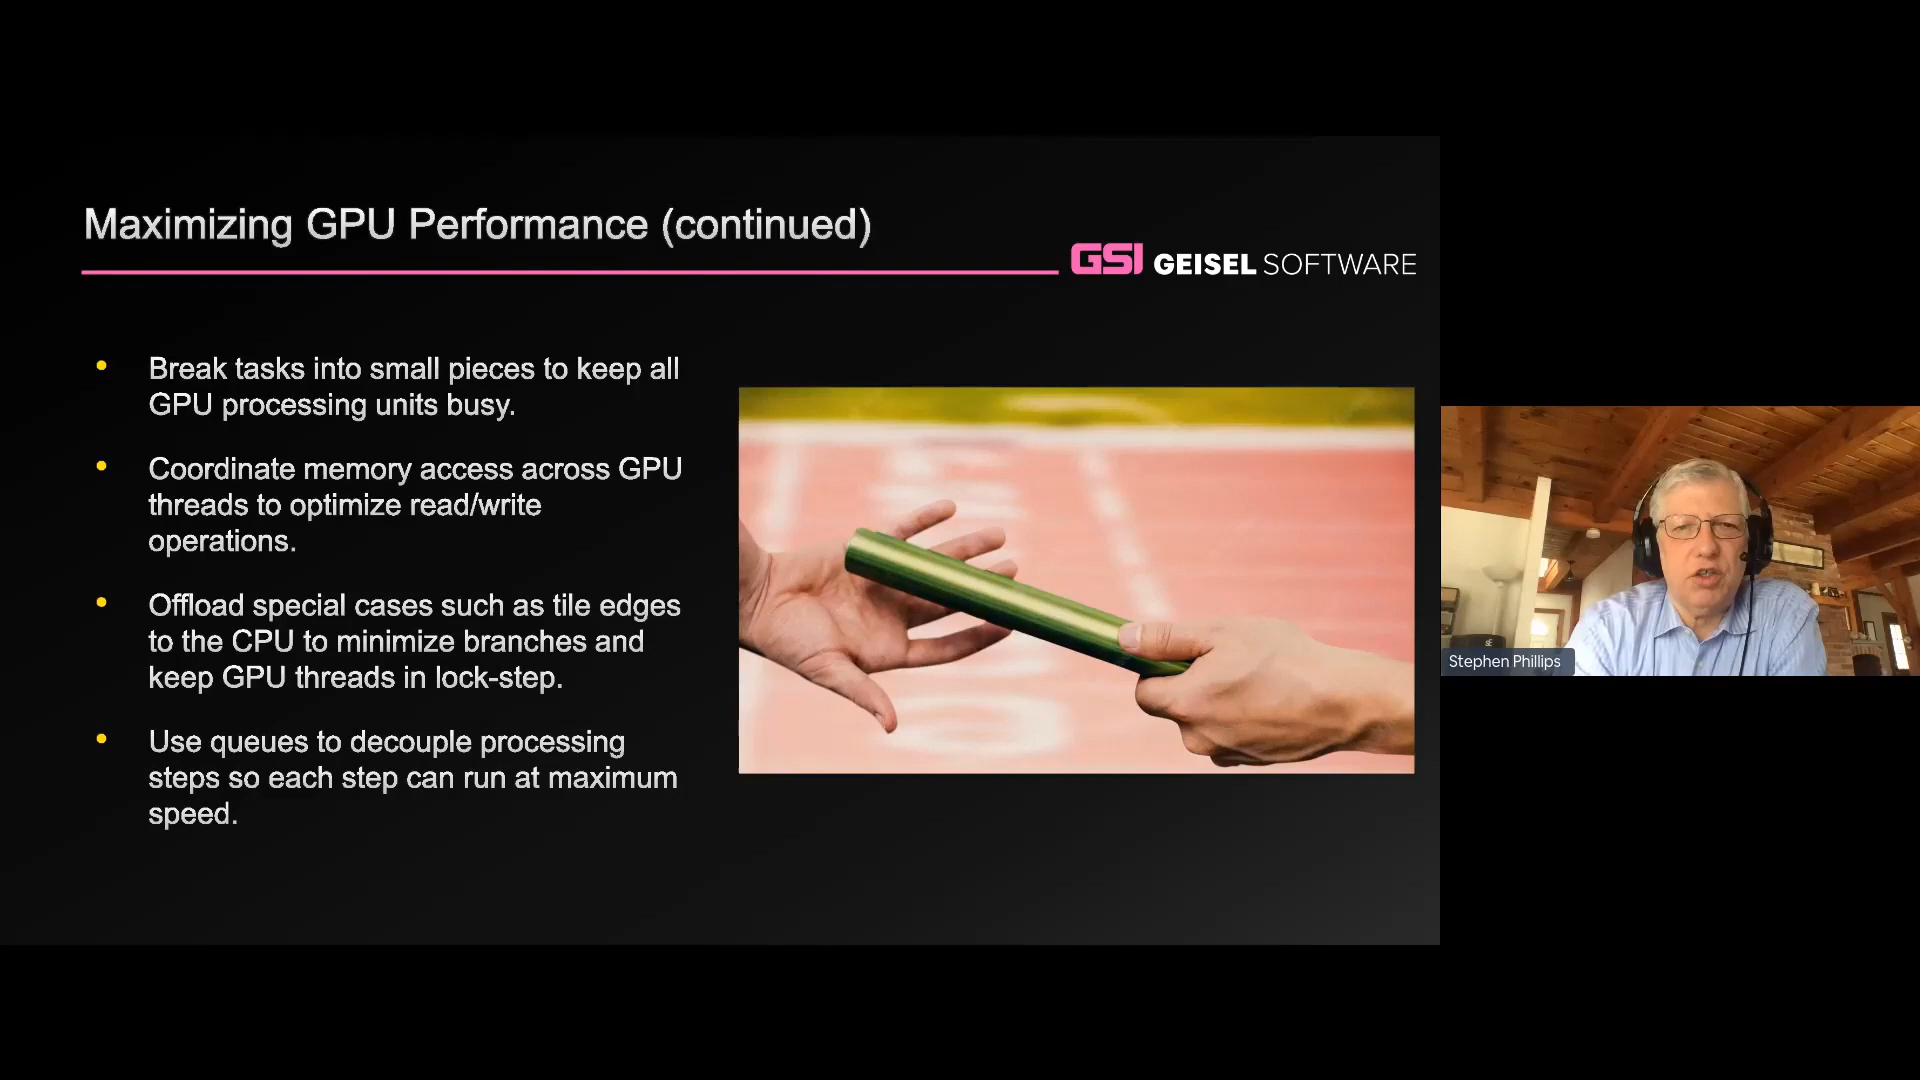 Maximizing GPU Performance (continued)
GSI GEISEL SOFTWARE
• Break tasks into small pieces to keep all
GPU processing units busy.
• Coordinate memory access across GPU
threads to optimize read/write
operations.
• Offload special cases such as tile edges
to the CPU to minimize branches and
keep GPU threads in lock-step.
• Use queues to decouple processing
steps so each step can run at maximum
speed.
Stephen Phillips